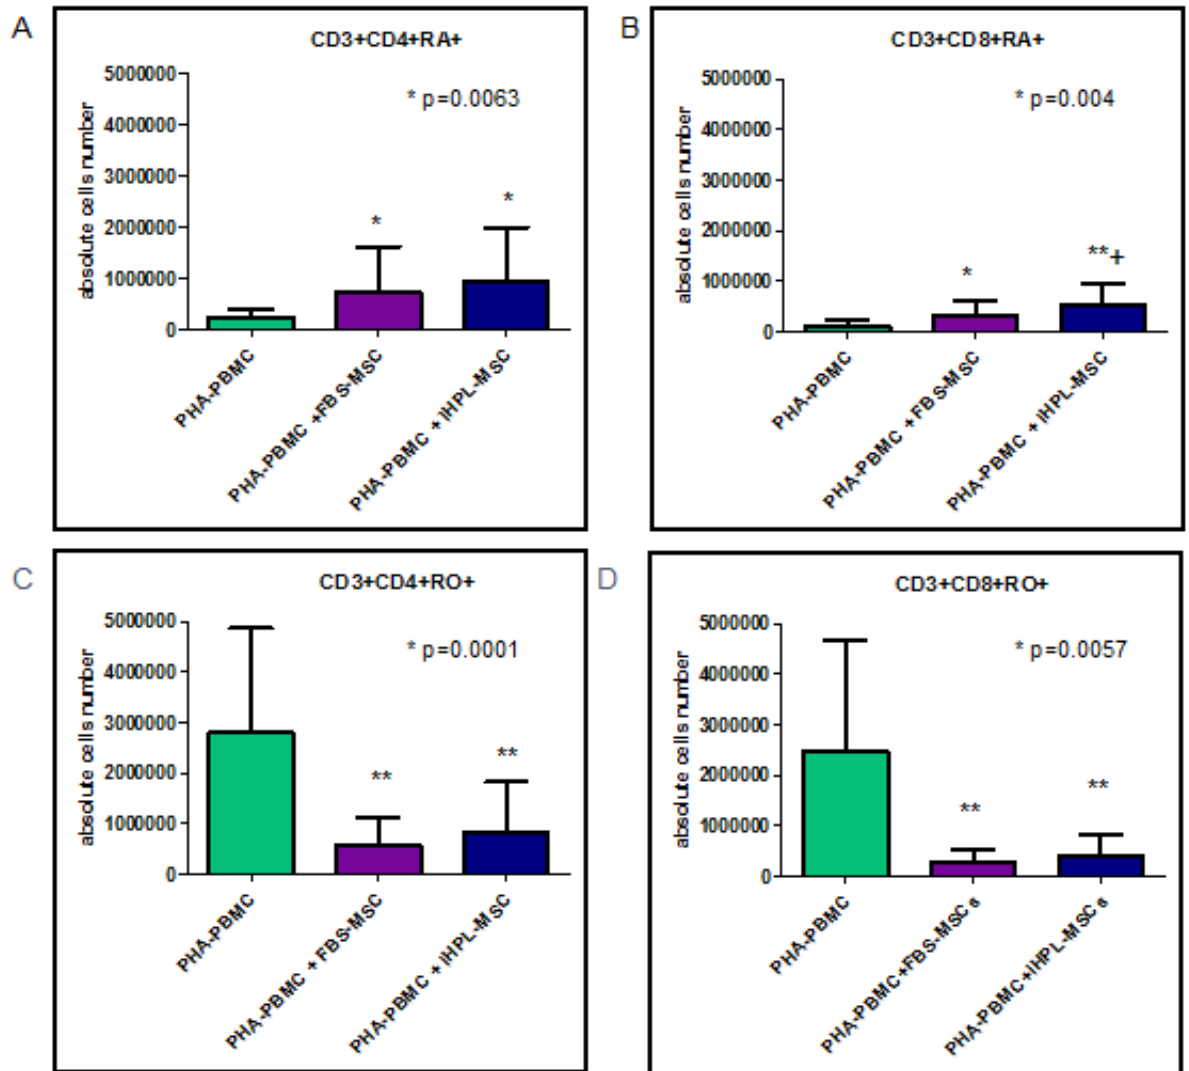 A
CD3+CD4+RA+
* p=0.0063
absolute cells number
5000000
4000000
3000000
2000000
1000000
0
*
*
PHA-PBMC
PHA-PBMC +FBS-MSC
PHA-PBMC + IHPL-MSC
B
CD3+CD8+RA+
* p=0.004
absolute cells number
5000000
4000000
3000000
2000000
1000000
0
*
**+
PHA-PBMC
PHA-PBMC + FBS-MSC
PHA-PBMC + IHPL-MSC
C
CD3+CD4+RO+
* p=0.0001
absolute cells number
5000000
4000000
3000000
2000000
1000000
0
**
**
PHA-PBMC
PHA-PBMC + FBS-MSC
PHA-PBMC + IHPL-MSC
D
CD3+CD8+RO+
* p=0.0057
absolute cells number
5000000
4000000
3000000
2000000
1000000
0
**
**
PHA-PBMC
PHA-PBMC+FBS-MSCs
PHA-PBMC+IHPL-MSCs